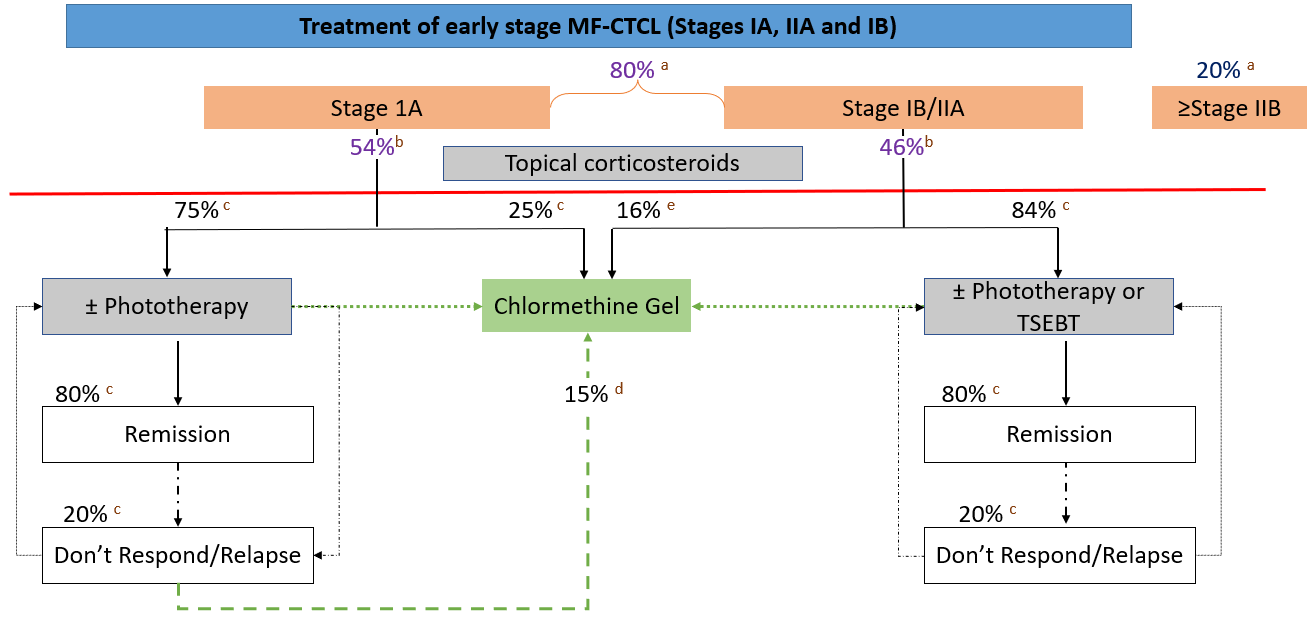 Treatment of early stage MF-CTCL (Stages IA, IIA and IB)
80% a
20% a
Stage 1A
Stage IB/IIA
≥Stage IIB
54%b
46%b
Topical corticosteroids
75% c
25% c
16% e
84% c
± Phototherapy
Chlormethine Gel
± Phototherapy or
TSEBT
80% c
15% d
80% c
Remission
Remission
20% c
20% c
Don’t Respond/Relapse
Don’t Respond/Relapse